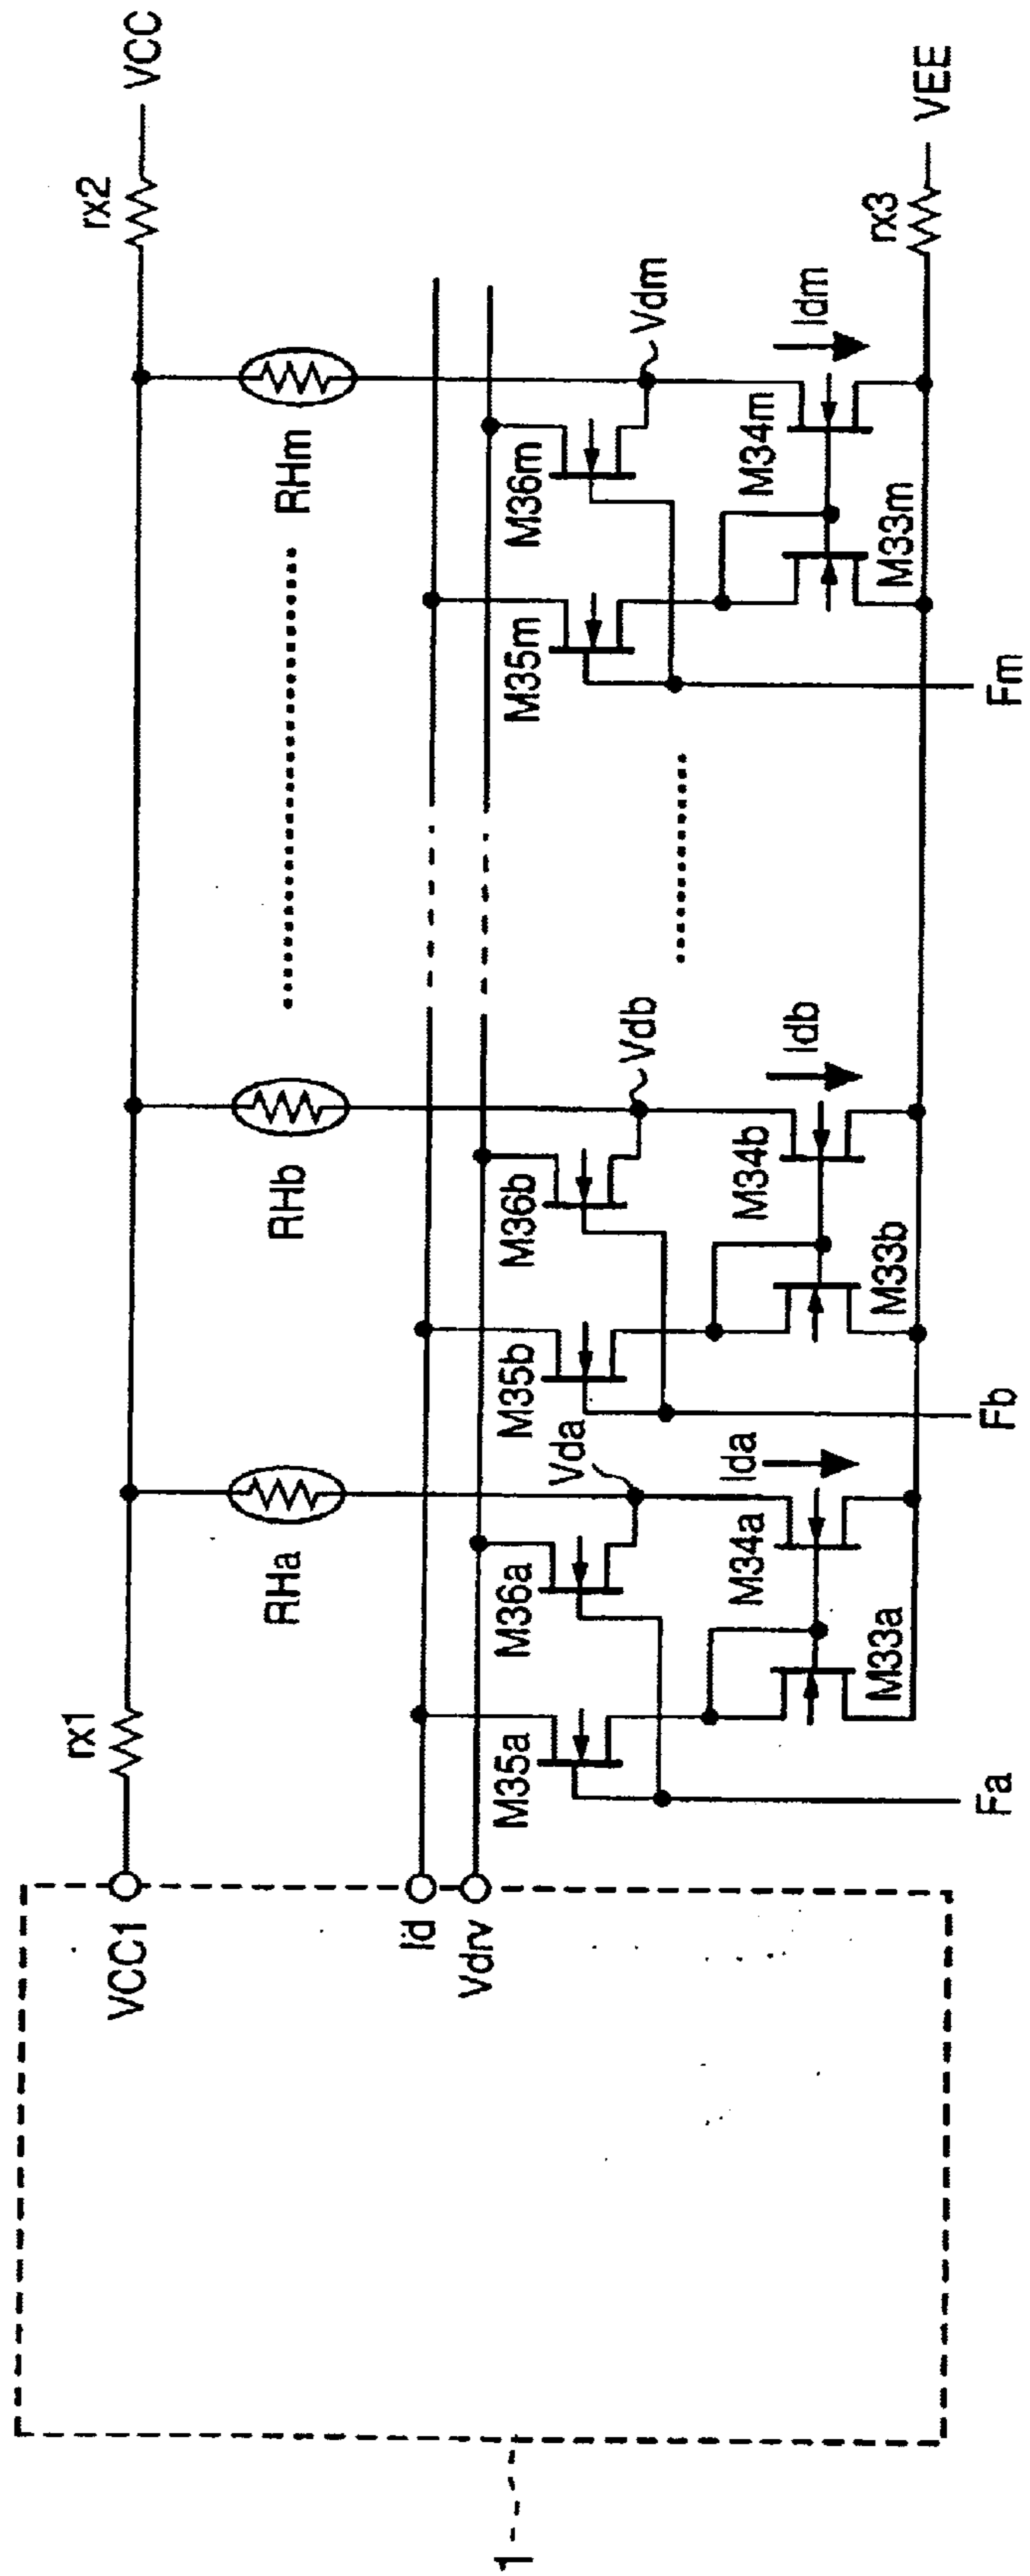 VCC1
rx1
rx2
VCC
RHa
RHb
RHm
Id
Vdrv
M35a
M36a
Vda
M35b
M36b
Vdb
M35m
M36m
Vdm
M33a
M34a
Ida
M33b
M34b
Idb
M33m
M34m
Idm
rx3
VEE
Fa
Fb
Fm
1